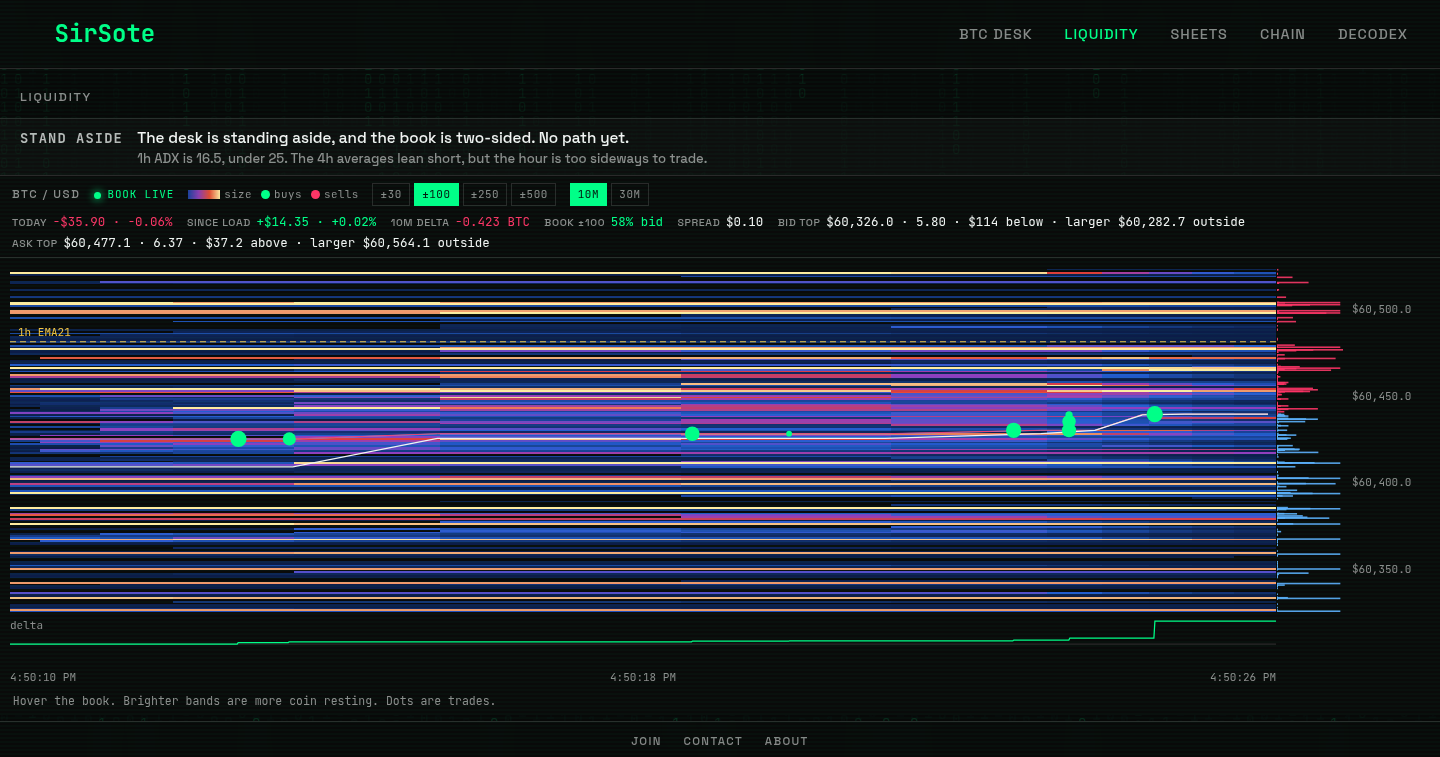 SirSote
BTC DESK LIQUIDITY SHEETS CHAIN DECODEX
LIQUIDITY
STAND ASIDE The desk is standing aside, and the book is two-sided. No path yet.
1h ADX is 16.5, under 25. The 4h averages lean short, but the hour is too sideways to trade.
BTC / USD BOOK LIVE size buys sells ±30 ±100 ±250 ±500 10M 30M
TODAY -$35.90 · -0.06% SINCE LOAD +$14.35 · +0.02% 10M DELTA -0.423 BTC BOOK ±100 58% bid SPREAD $0.10 BID TOP $60,326.0 · 5.80 · $114 below · larger $60,282.7 outside
ASK TOP $60,477.1 · 6.37 · $37.2 above · larger $60,564.1 outside
$60,500.0
1h EMA21
$60,450.0
$60,400.0
$60,350.0
delta
4:50:10 PM 4:50:18 PM 4:50:26 PM
Hover the book. Brighter bands are more coin resting. Dots are trades.
JOIN CONTACT ABOUT